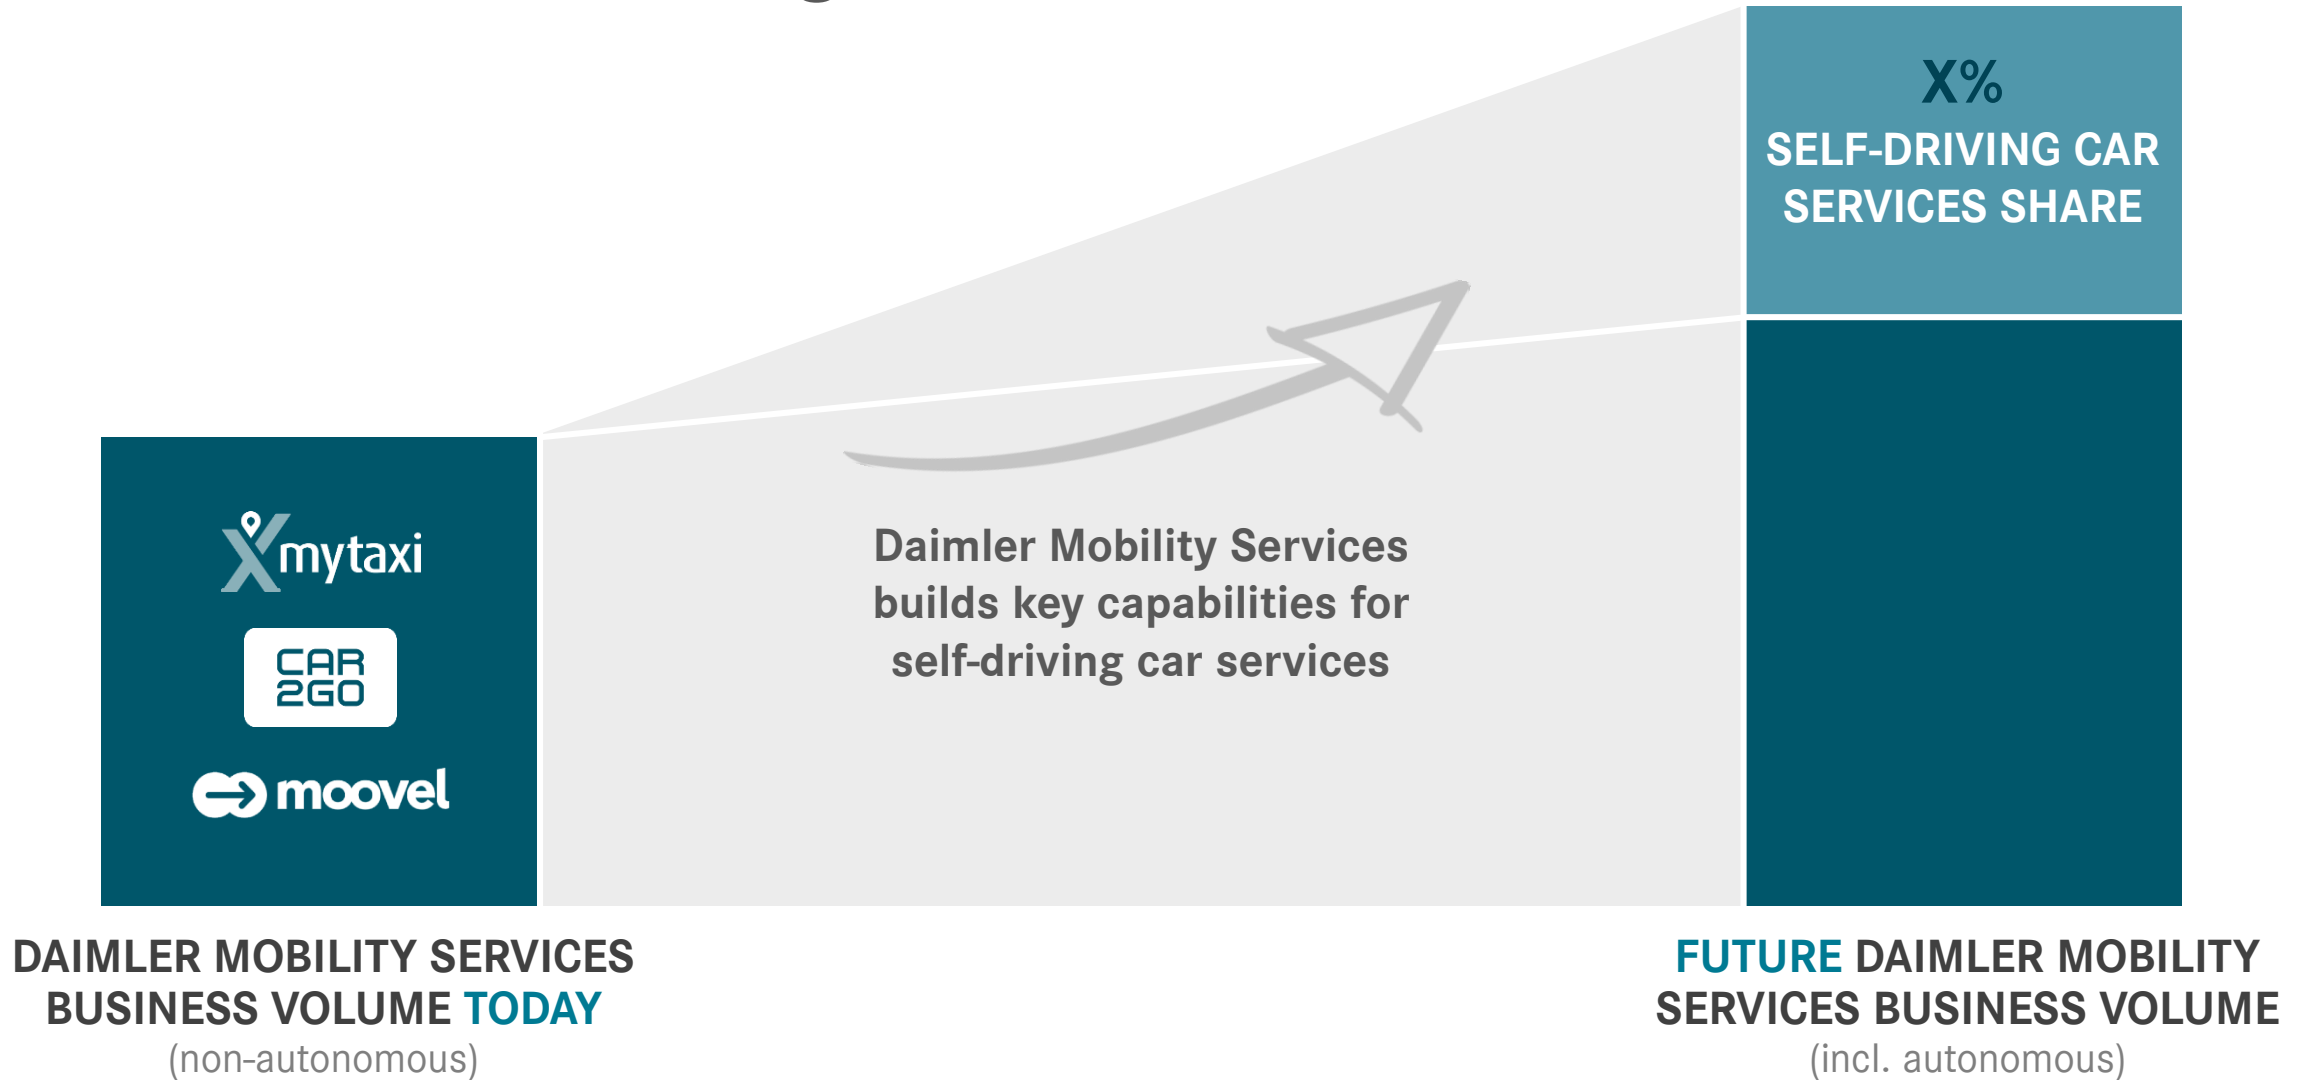 X%
SELF-DRIVING CAR
SERVICES SHARE
mytaxi
CAR
2GO
moovel
Daimler Mobility Services
builds key capabilities for
self-driving car services
DAIMLER MOBILITY SERVICES
BUSINESS VOLUME TODAY
(non-autonomous)
FUTURE DAIMLER MOBILITY
SERVICES BUSINESS VOLUME
(incl. autonomous)